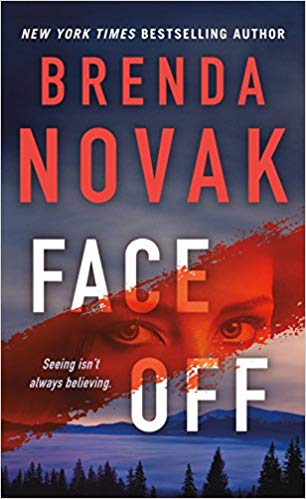 NEW YORK TIMES BESTSELLING AUTHOR
BRENDA
NOVAK
FACE
Seeing isn't
always believing.
OFF